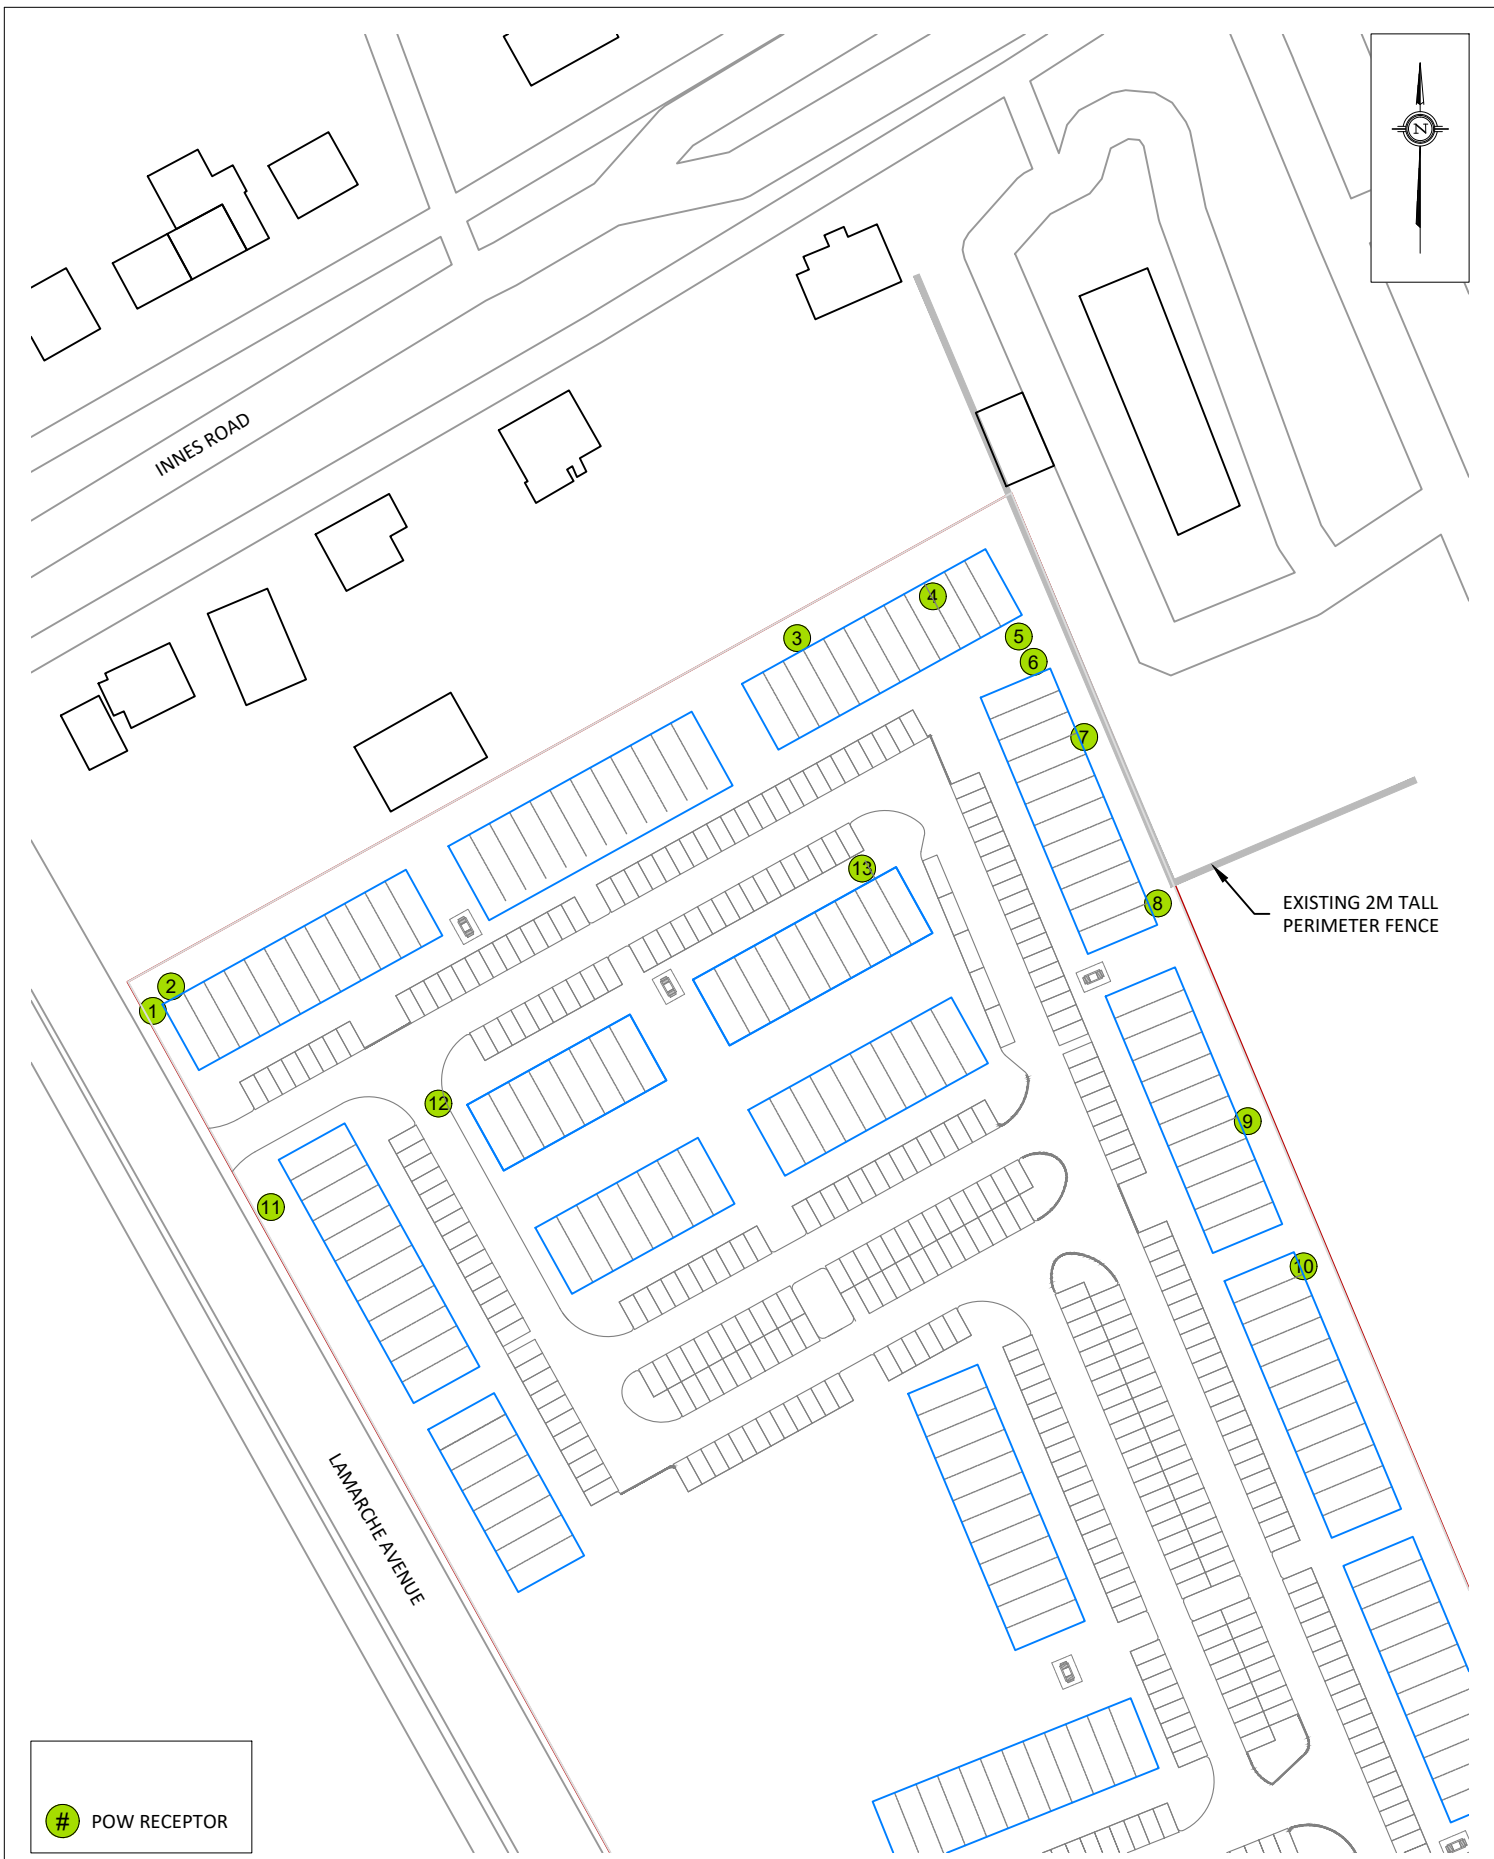 N
INNES ROAD
4
3
5
6
7
13
8
EXISTING 2M TALL
PERIMETER FENCE
2
1
12
9
11
10
LAMARCHE AVENUE
# POW RECEPTOR